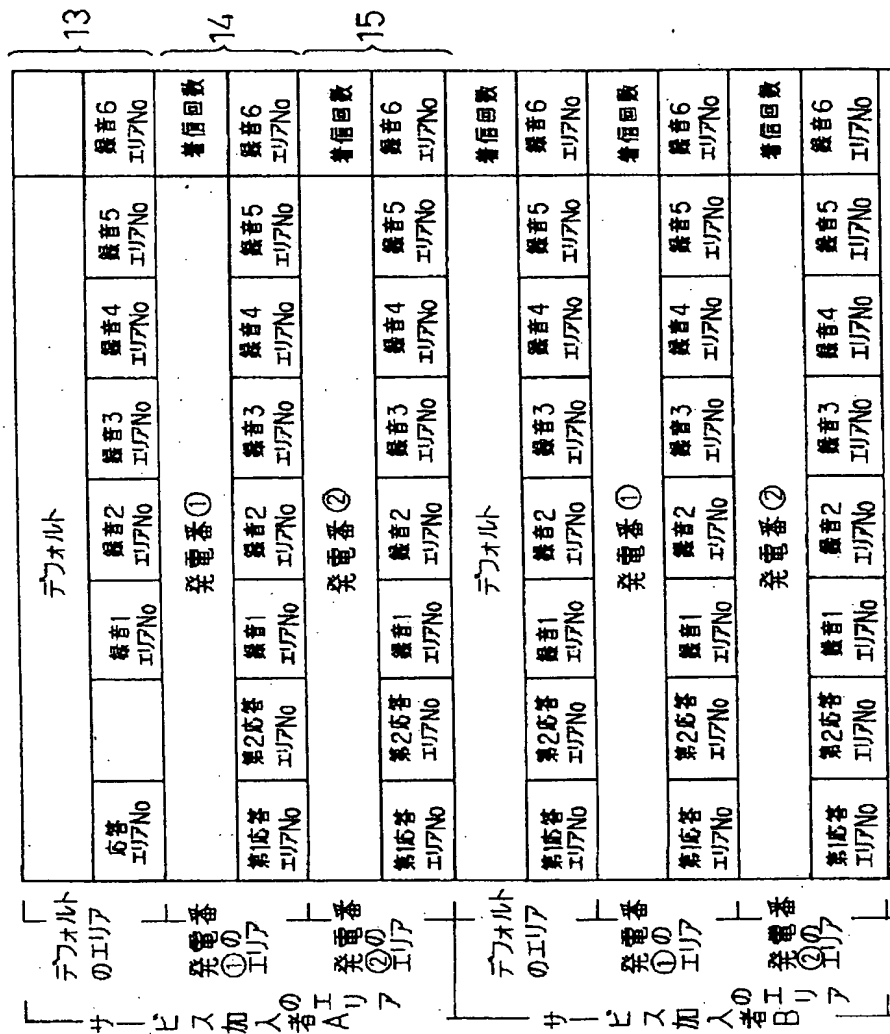 デフォルト
応答
エリアNo
録音1
エリアNo
録音2
エリアNo
録音3
エリアNo
録音4
エリアNo
録音5
エリアNo
録音6
エリアNo
13
発電番①
着信回数
第1応答
エリアNo
第2応答
エリアNo
録音1
エリアNo
録音2
エリアNo
録音3
エリアNo
録音4
エリアNo
録音5
エリアNo
録音6
エリアNo
14
発電番②
着信回数
第1応答
エリアNo
第2応答
エリアNo
録音1
エリアNo
録音2
エリアNo
録音3
エリアNo
録音4
エリアNo
録音5
エリアNo
録音6
エリアNo
15
デフォルト
着信回数
第1応答
エリアNo
第2応答
エリアNo
録音1
エリアNo
録音2
エリアNo
録音3
エリアNo
録音4
エリアNo
録音5
エリアNo
録音6
エリアNo
発電番①
着信回数
第1応答
エリアNo
第2応答
エリアNo
録音1
エリアNo
録音2
エリアNo
録音3
エリアNo
録音4
エリアNo
録音5
エリアNo
録音6
エリアNo
発電番②
着信回数
第1応答
エリアNo
第2応答
エリアNo
録音1
エリアNo
録音2
エリアNo
録音3
エリアNo
録音4
エリアNo
録音5
エリアNo
録音6
エリアNo
デフォルト
のエリア
発電番
①の
エリア
発電番
②の
エリア
デフォルト
のエリア
発電番
①の
エリア
発電番
②の
エリア
サービス加入者Aのエリア
サービス加入者Bのエリア